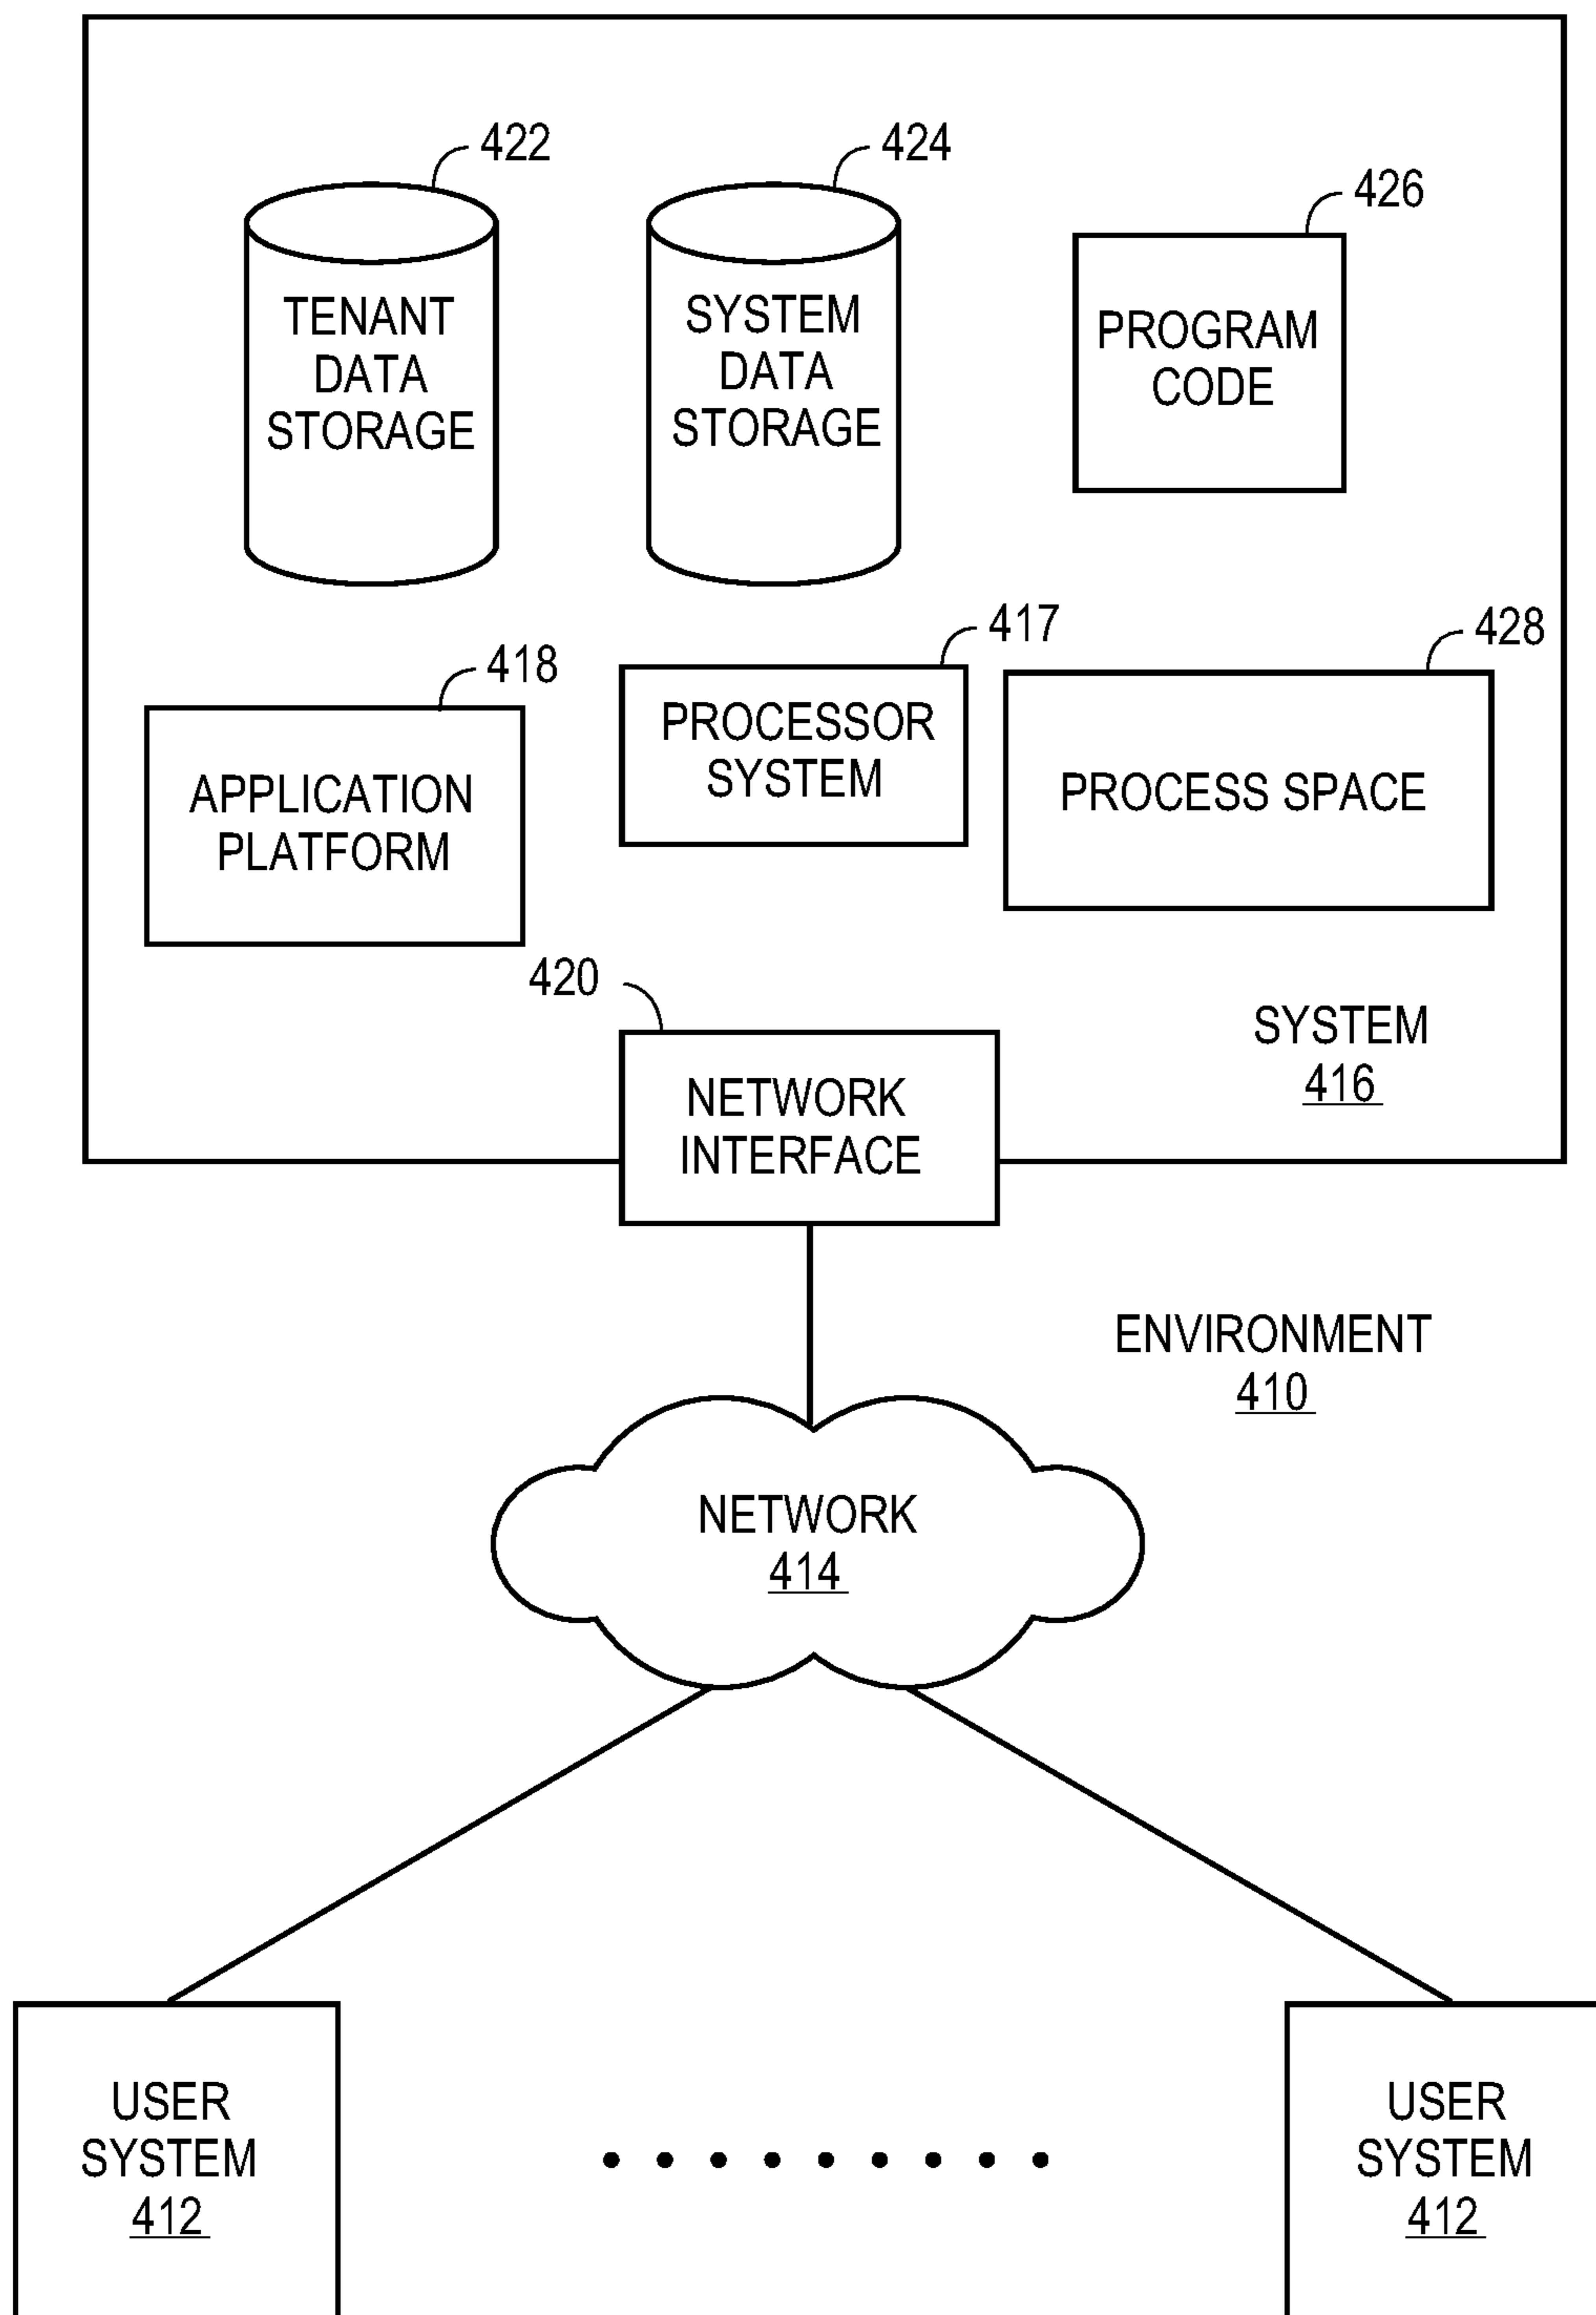 422
424
426
TENANT
DATA
STORAGE
SYSTEM
DATA
STORAGE
PROGRAM
CODE
418
417
428
APPLICATION
PLATFORM
PROCESSOR
SYSTEM
PROCESS SPACE
420
SYSTEM
416
NETWORK
INTERFACE
ENVIRONMENT
410
NETWORK
414
USER
SYSTEM
412
USER
SYSTEM
412